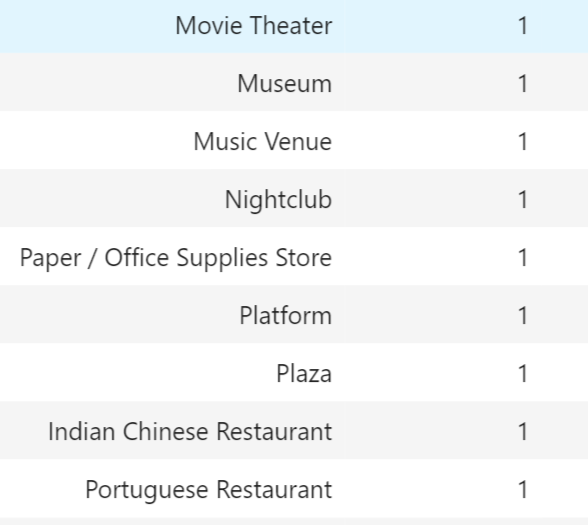 Movie Theater 1
Museum 1
Music Venue 1
Nightclub 1
Paper / Office Supplies Store 1
Platform 1
Plaza 1
Indian Chinese Restaurant 1
Portuguese Restaurant 1